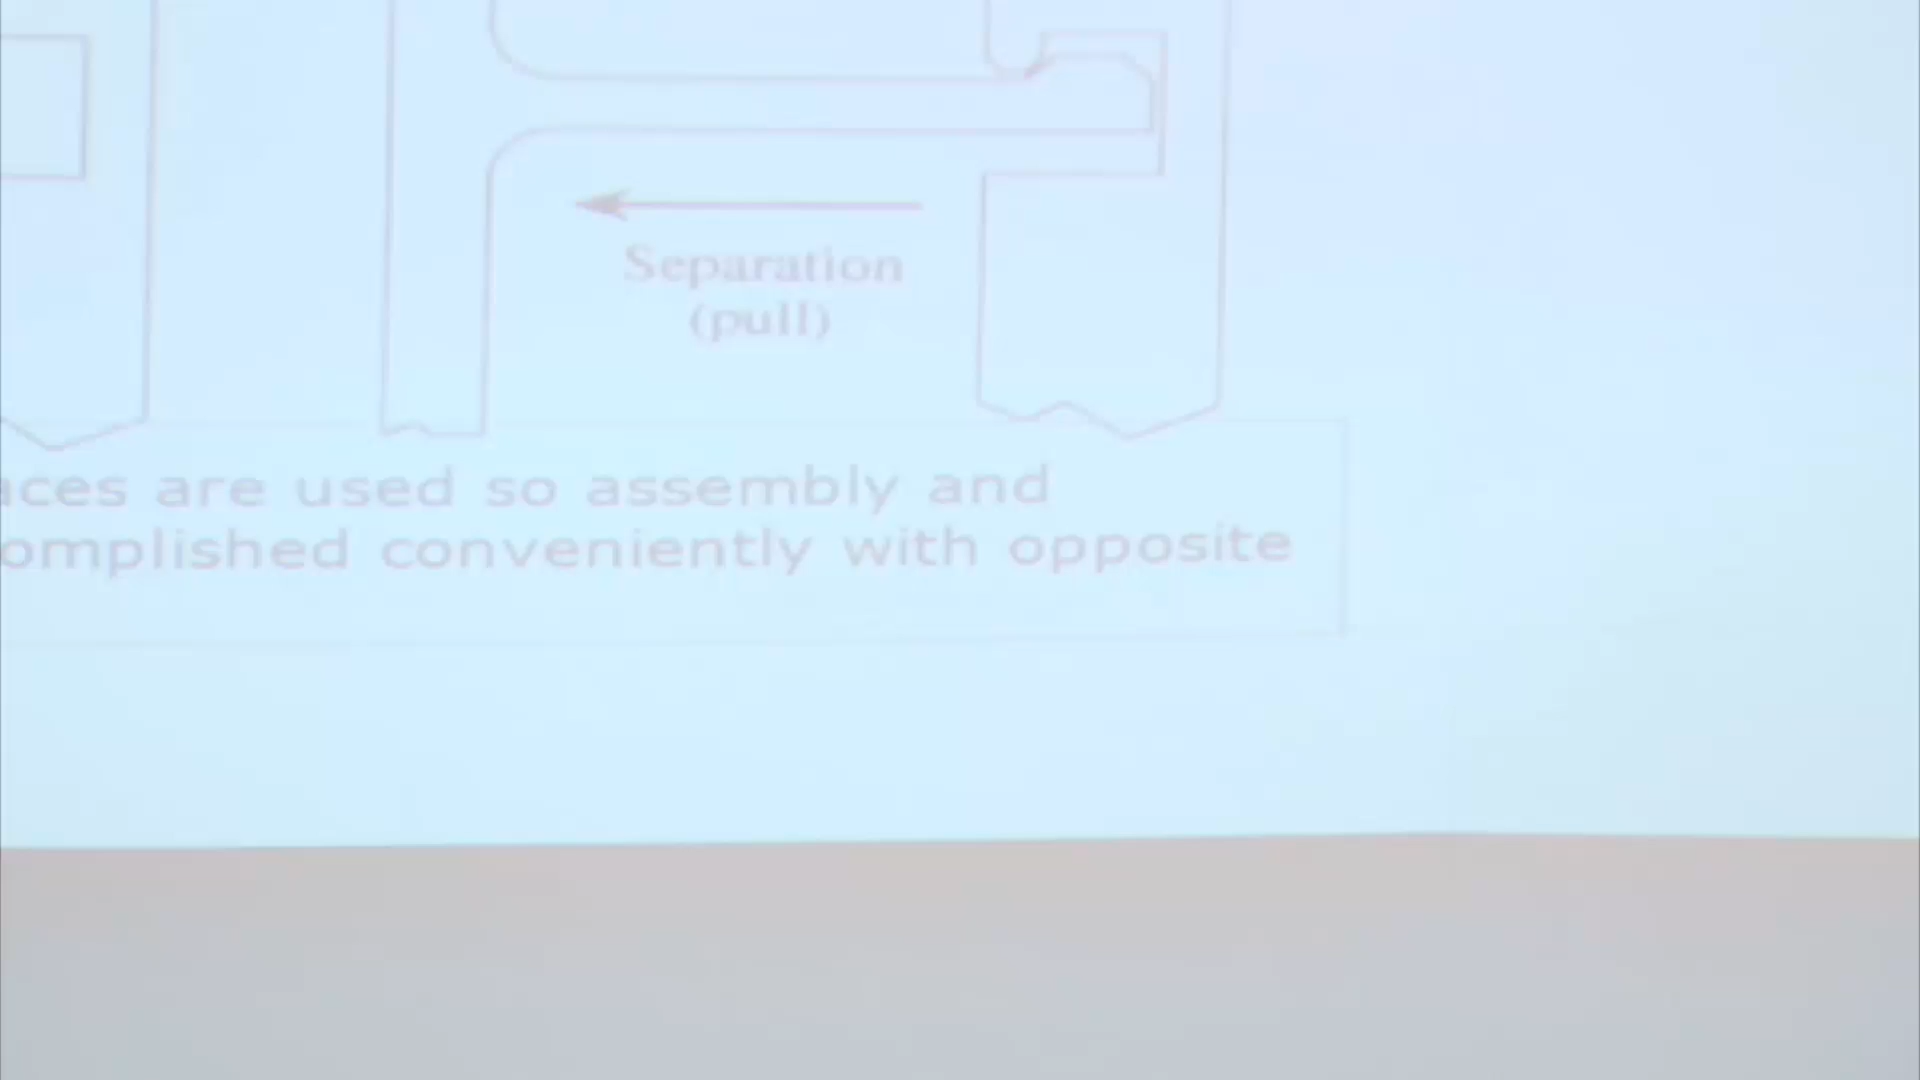 Separation
(pull)
aces are used so assembly and
omplished conveniently with opposite